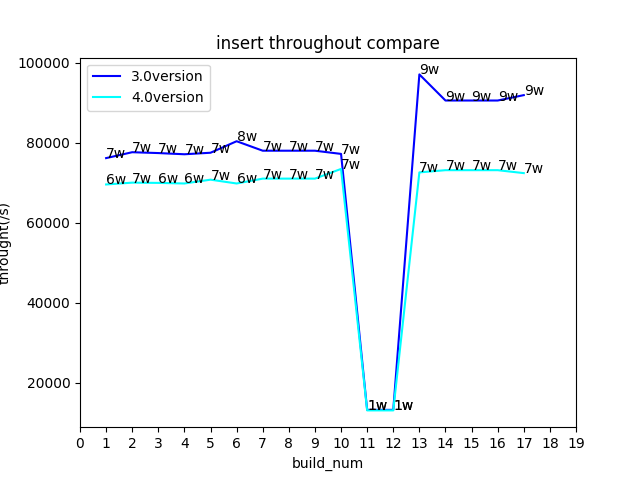 insert throughout compare
3.0version
4.0version
throught(/s)
100000
80000
60000
40000
20000
7w 7w 7w 7w 7w 8w 7w 7w 7w 7w 1w 1w 9w 9w 9w 9w 9w
6w 7w 6w 6w 7w 6w 7w 7w 7w 7w 1w 1w 7w 7w 7w 7w 7w
0 1 2 3 4 5 6 7 8 9 10 11 12 13 14 15 16 17 18 19
build_num